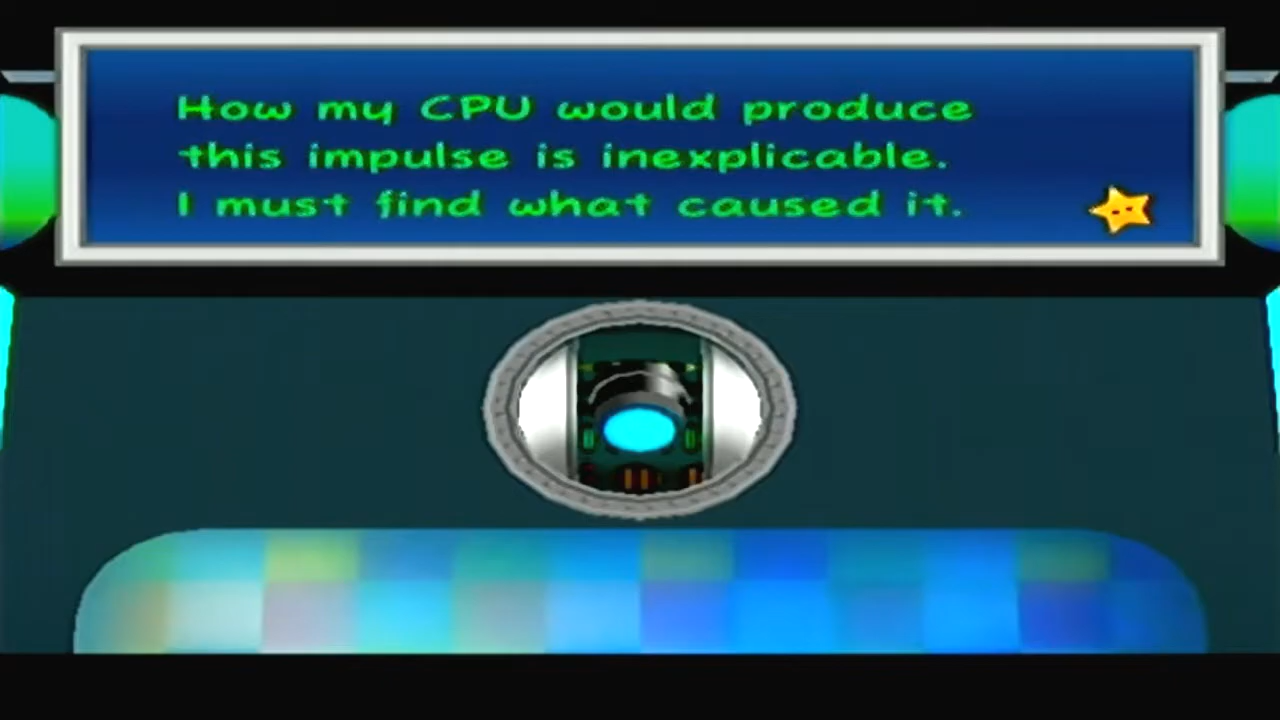 How my CPU would produce
this impulse is inexplicable.
I must find what caused it.